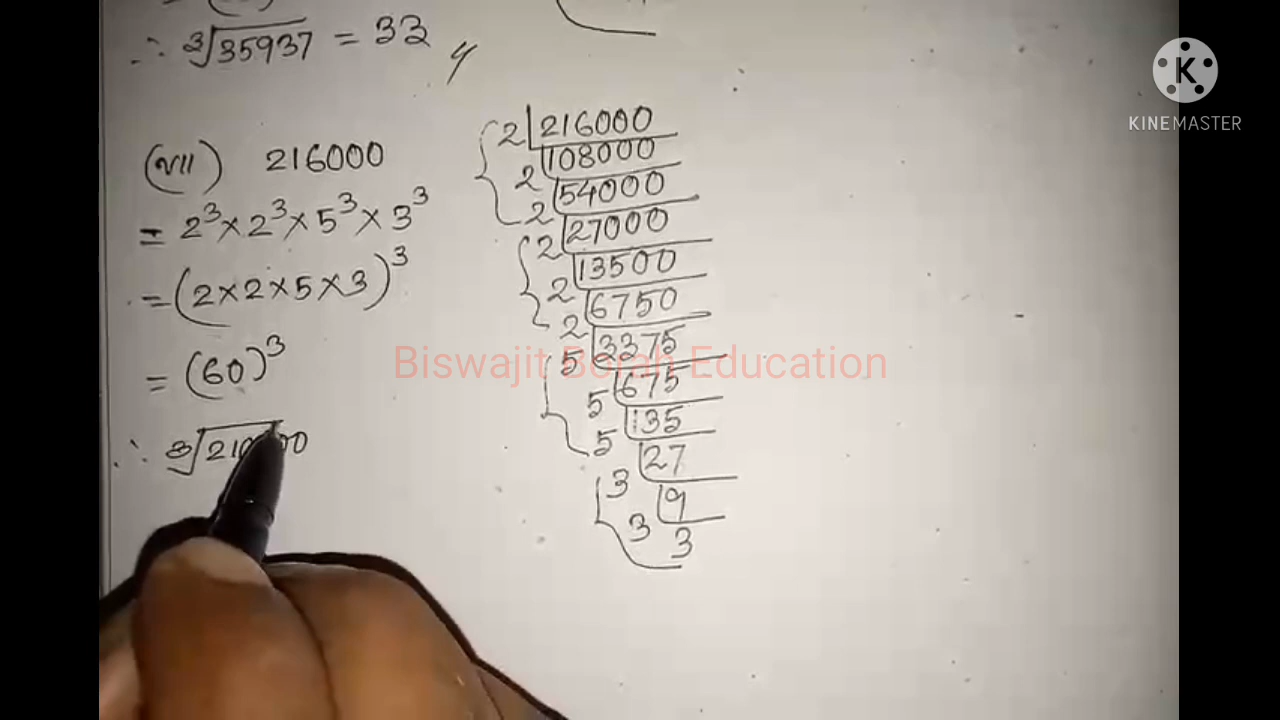 ∴ ∛35937 = 33
(VII) 216000
= 2³ × 2³ × 5³ × 3³
= (2×2×5×3)³
= (60)³
∴ ∛21
2 | 216000
2 | 108000
2 | 54000
2 | 27000
2 | 13500
2 | 6750
5 | 3375
5 | 675
5 | 135
3 | 27
3 | 9
3
Biswajit Borah Education
K
KINEMASTER